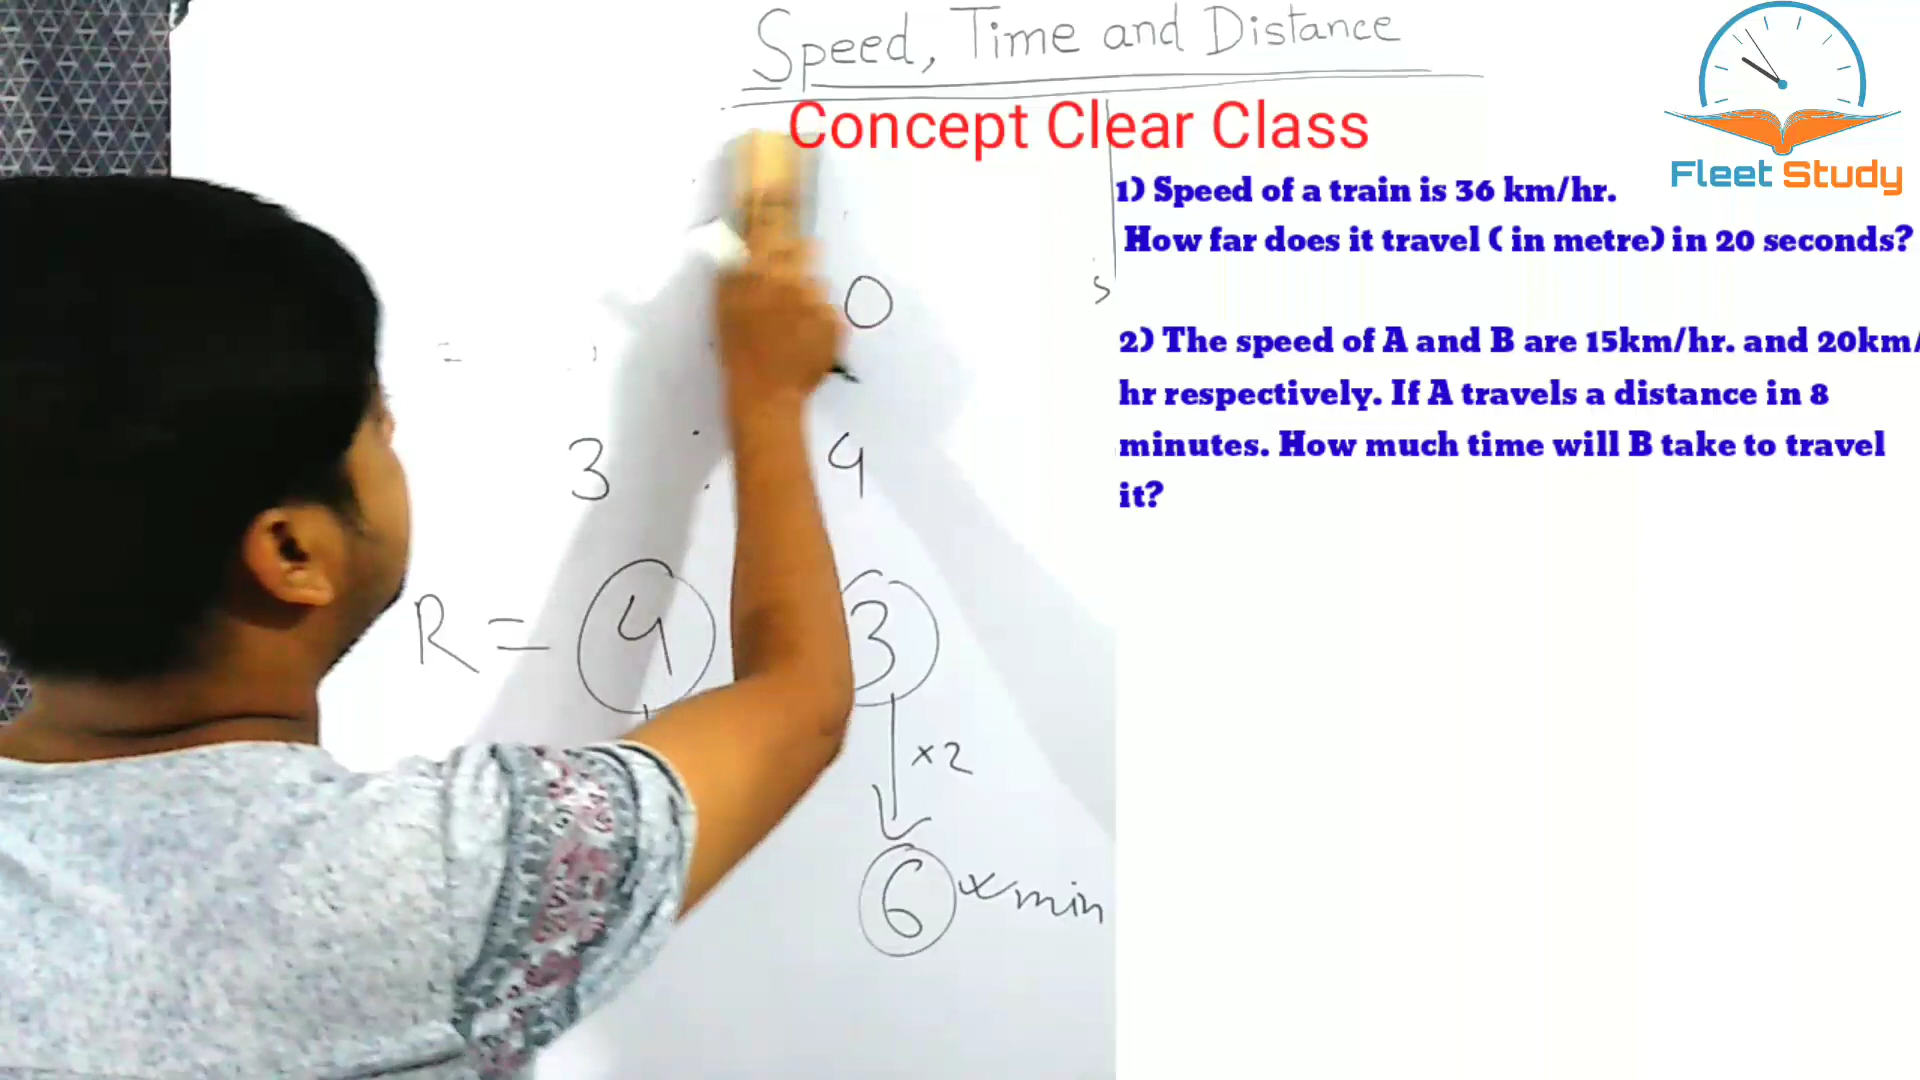 Speed, Time and Distance
Concept Clear Class
Fleet Study
1) Speed of a train is 36 km/hr.
How far does it travel ( in metre) in 20 seconds?
2) The speed of A and B are 15km/hr. and 20km/
hr respectively. If A travels a distance in 8
minutes. How much time will B take to travel
it?
0
s
=
3 : 4
R = 4 3
×2
6 min